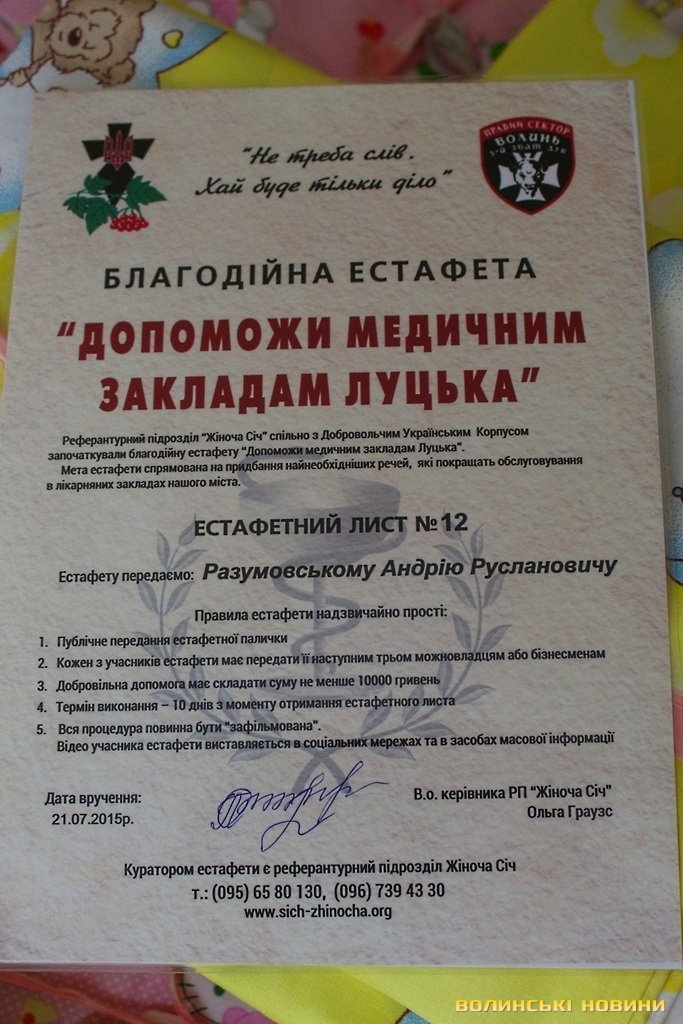 "Не треба слів.
Хай буде тільки діло"
ПРАВИЙ СЕКТОР
ВОЛИНЬ
БЛАГОДІЙНА ЕСТАФЕТА
"ДОПОМОЖИ МЕДИЧНИМ
ЗАКЛАДАМ ЛУЦЬКА"
Реферантурний підрозділ "Жіноча Січ" спільно з Добровольчим Українським Корпусом
започаткували благодійну естафету "Допоможи медичним закладам Луцька".
Мета естафети спрямована на придбання найнеобхідніших речей, які покращать обслуговування
в лікарняних закладах нашого міста.
ЕСТАФЕТНИЙ ЛИСТ №12
Естафету передаємо: Разумовському Андрію Руслановичу
Правила естафети надзвичайно прості:
1. Публічне передання естафетної палички
2. Кожен з учасників естафети має передати її наступним трьом можновладцям або бізнесменам
3. Добровільна допомога має складати суму не менше 10000 гривень
4. Термін виконання – 10 днів з моменту отримання естафетного листа
5. Вся процедура повинна бути "зафільмована".
Відео учасника естафети виставляється в соціальних мережах та в засобах масової інформації
Дата вручення:
21.07.2015р.
В.о. керівника РП "Жіноча Січ"
Ольга Граузс
Куратором естафети є реферантурний підрозділ Жіноча Січ
т.: (095) 65 80 130, (096) 739 43 30
www.sich-zhinocha.org
ВОЛИНСЬКІ НОВИНИ